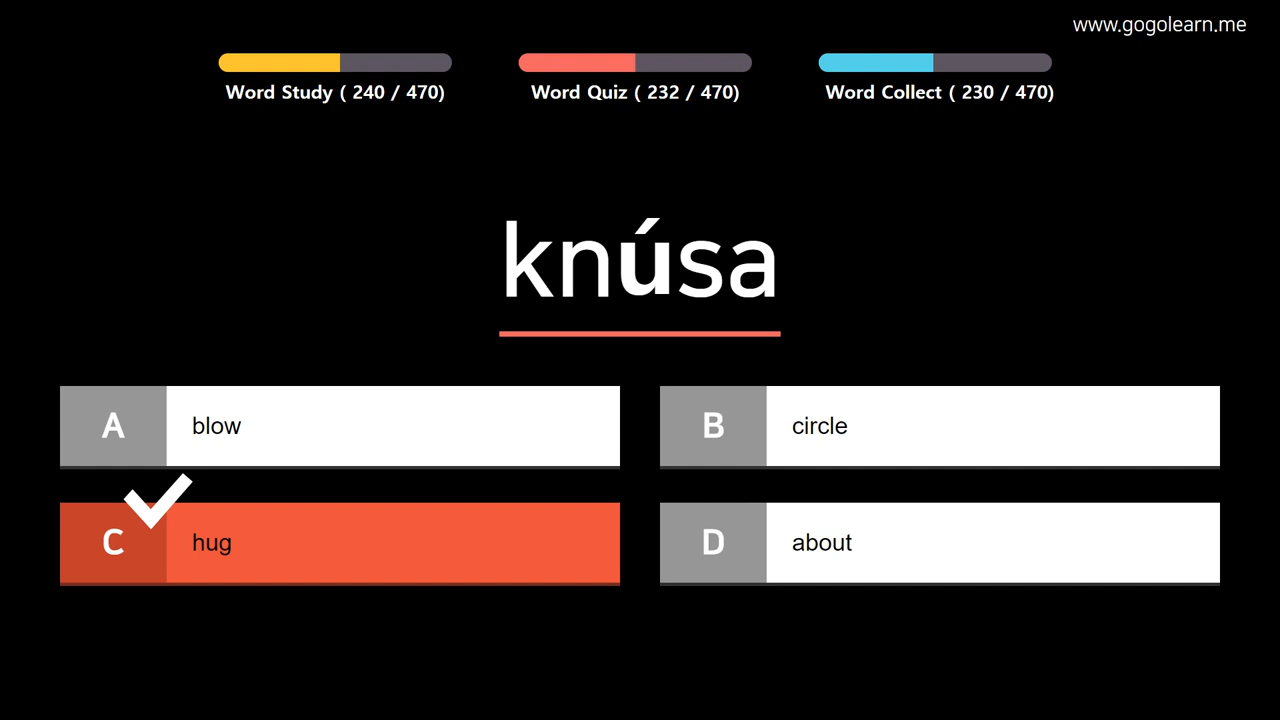 www.gogolearn.me
Word Study ( 240 / 470)
Word Quiz ( 232 / 470)
Word Collect ( 230 / 470)
knúsa
A
blow
B
circle
C
hug
D
about